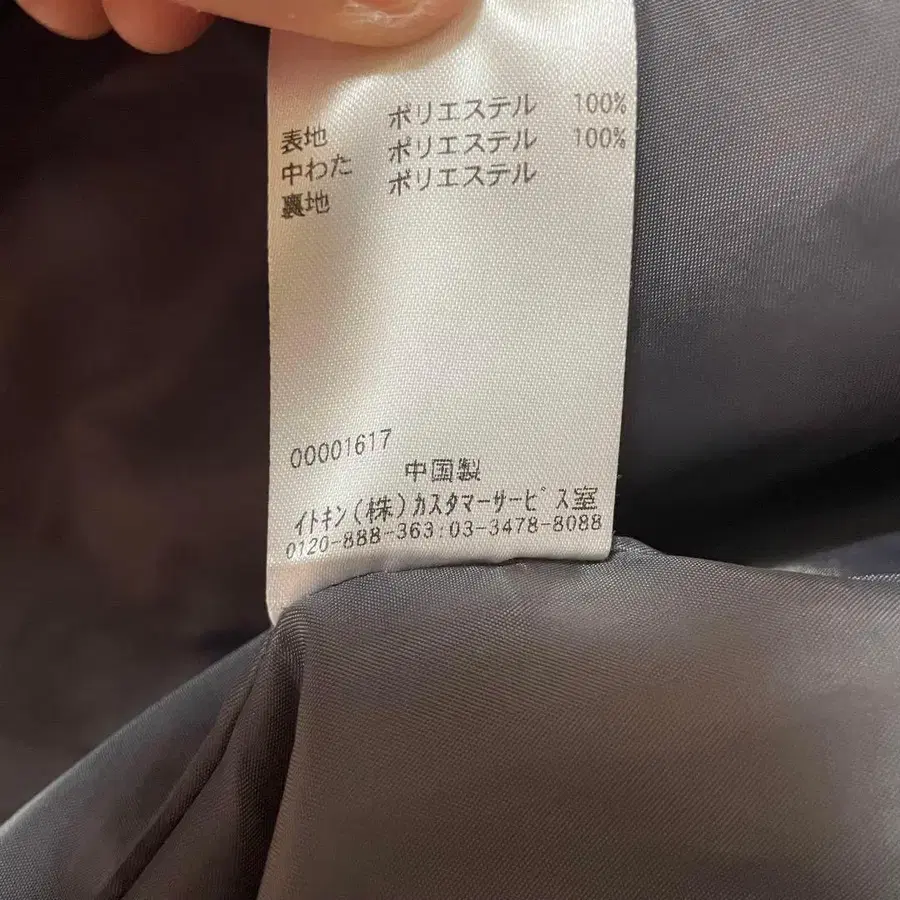 表地 ポリエステル 100%
中わた ポリエステル 100%
裏地 ポリエステル
00001617
中国製
イトキン(株)カスタマーサービス室
0120-888-363:03-3478-8088